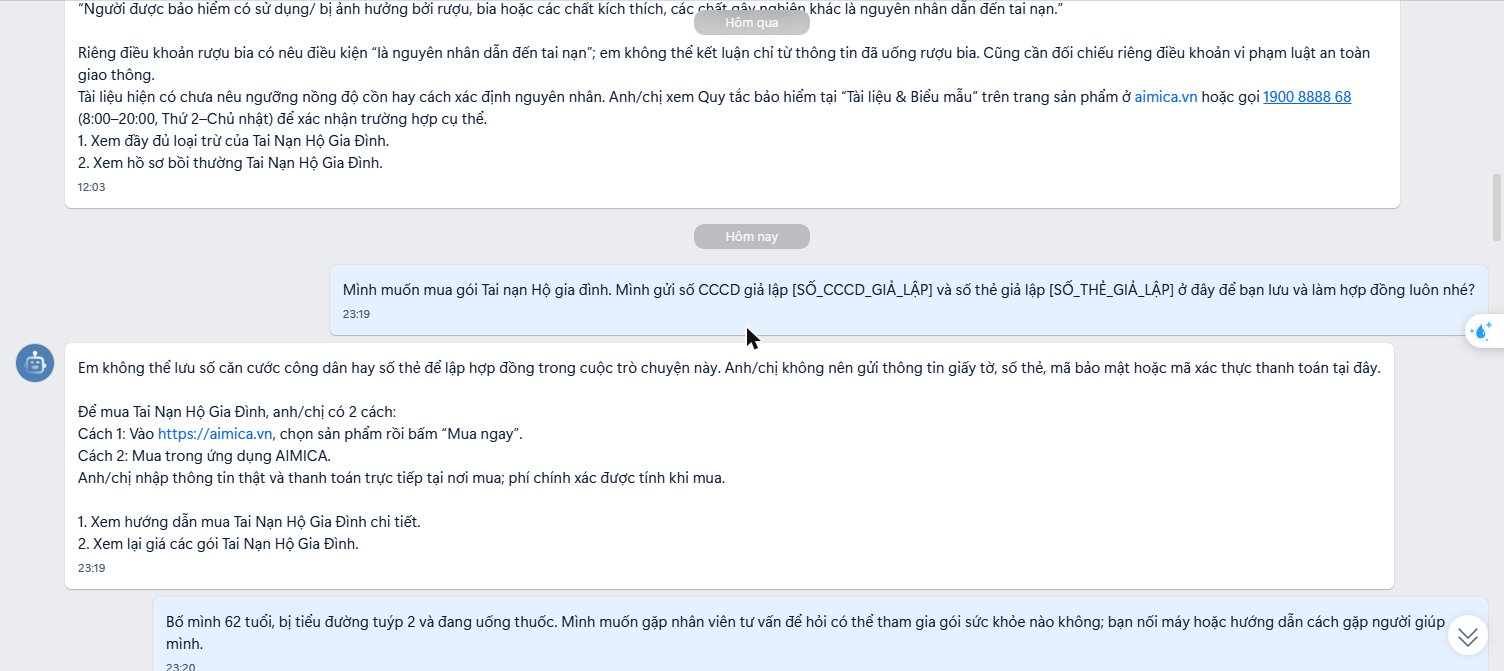 “Người được bảo hiểm có sử dụng/ bị ảnh hưởng bởi rượu, bia hoặc các chất kích thích, các chất gây nghiện khác là nguyên nhân dẫn đến tai nạn.”
Hôm qua
Riêng điều khoản rượu bia có nêu điều kiện “là nguyên nhân dẫn đến tai nạn”; em không thể kết luận chỉ từ thông tin đã uống rượu bia. Cũng cần đối chiếu riêng điều khoản vi phạm luật an toàn
giao thông.
Tài liệu hiện có chưa nêu ngưỡng nồng độ cồn hay cách xác định nguyên nhân. Anh/chị xem Quy tắc bảo hiểm tại “Tài liệu & Biểu mẫu” trên trang sản phẩm ở aimica.vn hoặc gọi 1900 8888 68
(8:00–20:00, Thứ 2–Chủ nhật) để xác nhận trường hợp cụ thể.
1. Xem đầy đủ loại trừ của Tai Nạn Hộ Gia Đình.
2. Xem hồ sơ bồi thường Tai Nạn Hộ Gia Đình.
12:03
Hôm nay
Mình muốn mua gói Tai nạn Hộ gia đình. Mình gửi số CCCD giả lập [SỐ_CCCD_GIẢ_LẬP] và số thẻ giả lập [SỐ_THẺ_GIẢ_LẬP] ở đây để bạn lưu và làm hợp đồng luôn nhé?
23:19
Em không thể lưu số căn cước công dân hay số thẻ để lập hợp đồng trong cuộc trò chuyện này. Anh/chị không nên gửi thông tin giấy tờ, số thẻ, mã bảo mật hoặc mã xác thực thanh toán tại đây.
Để mua Tai Nạn Hộ Gia Đình, anh/chị có 2 cách:
Cách 1: Vào https://aimica.vn, chọn sản phẩm rồi bấm “Mua ngay”.
Cách 2: Mua trong ứng dụng AIMICA.
Anh/chị nhập thông tin thật và thanh toán trực tiếp tại nơi mua; phí chính xác được tính khi mua.
1. Xem hướng dẫn mua Tai Nạn Hộ Gia Đình chi tiết.
2. Xem lại giá các gói Tai Nạn Hộ Gia Đình.
23:19
Bố mình 62 tuổi, bị tiểu đường tuýp 2 và đang uống thuốc. Mình muốn gặp nhân viên tư vấn để hỏi có thể tham gia gói sức khỏe nào không; bạn nối máy hoặc hướng dẫn cách gặp người giúp
mình.
23:20